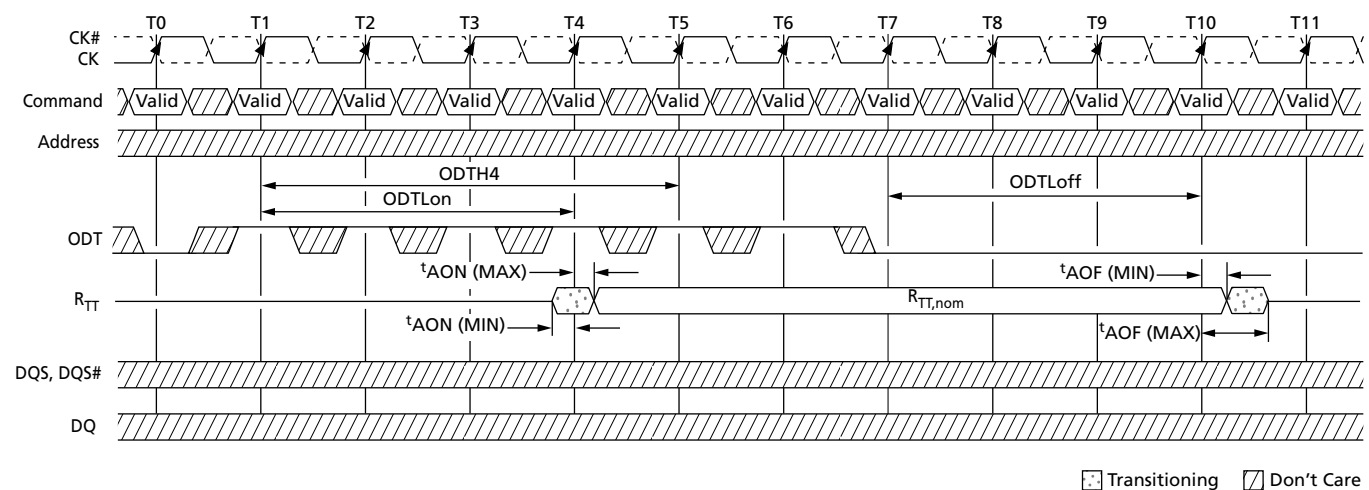 T0 T1 T2 T3 T4 T5 T6 T7 T8 T9 T10 T11
CK#
CK
Command Valid Valid Valid Valid Valid Valid Valid Valid Valid Valid Valid Valid
Address
ODTH4
ODTLoff
ODTLon
ODT
tAON (MAX) tAOF (MIN)
RTT RTT,nom
tAON (MIN) tAOF (MAX)
DQS, DQS#
DQ
Transitioning Don't Care